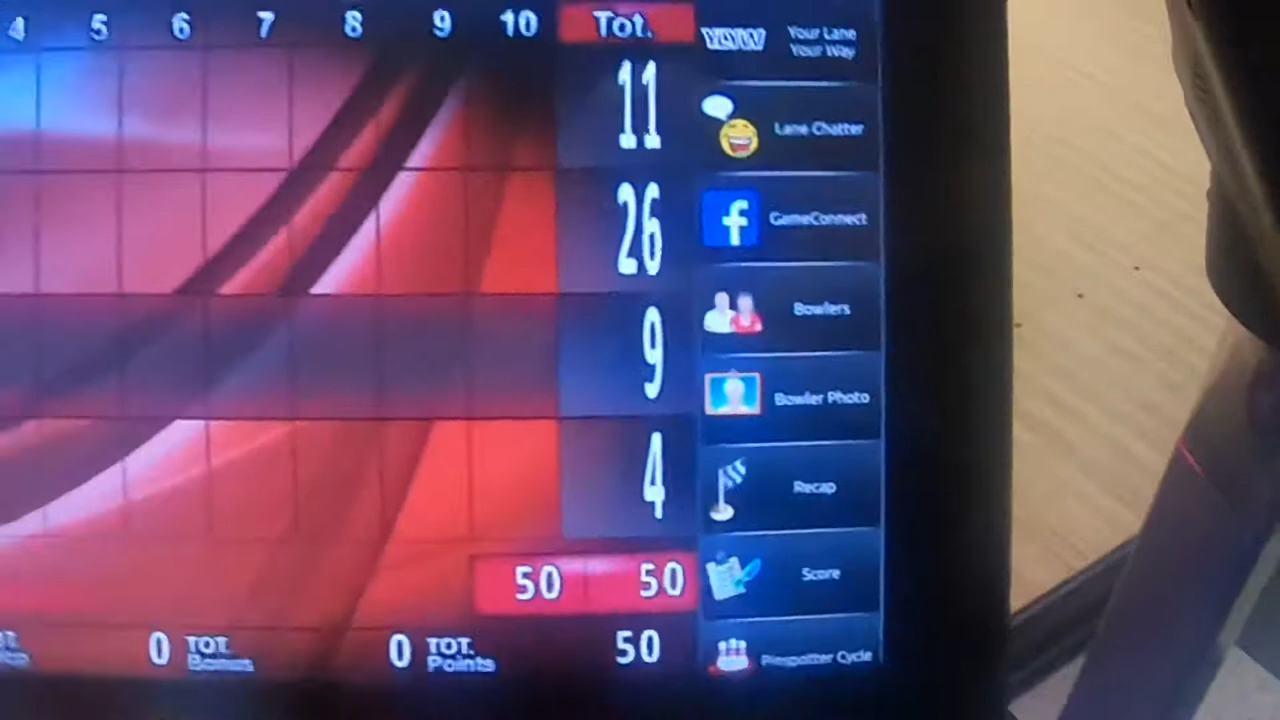 4 5 6 7 8 9 10 Tot.
11
26
9
4
50 50
0 TOT. Bonus 0 TOT. Points 50
YLYW Your Lane Your Way
Lane Chatter
GameConnect
Bowlers
Bowler Photo
Recap
Score
Pinspotter Cycle